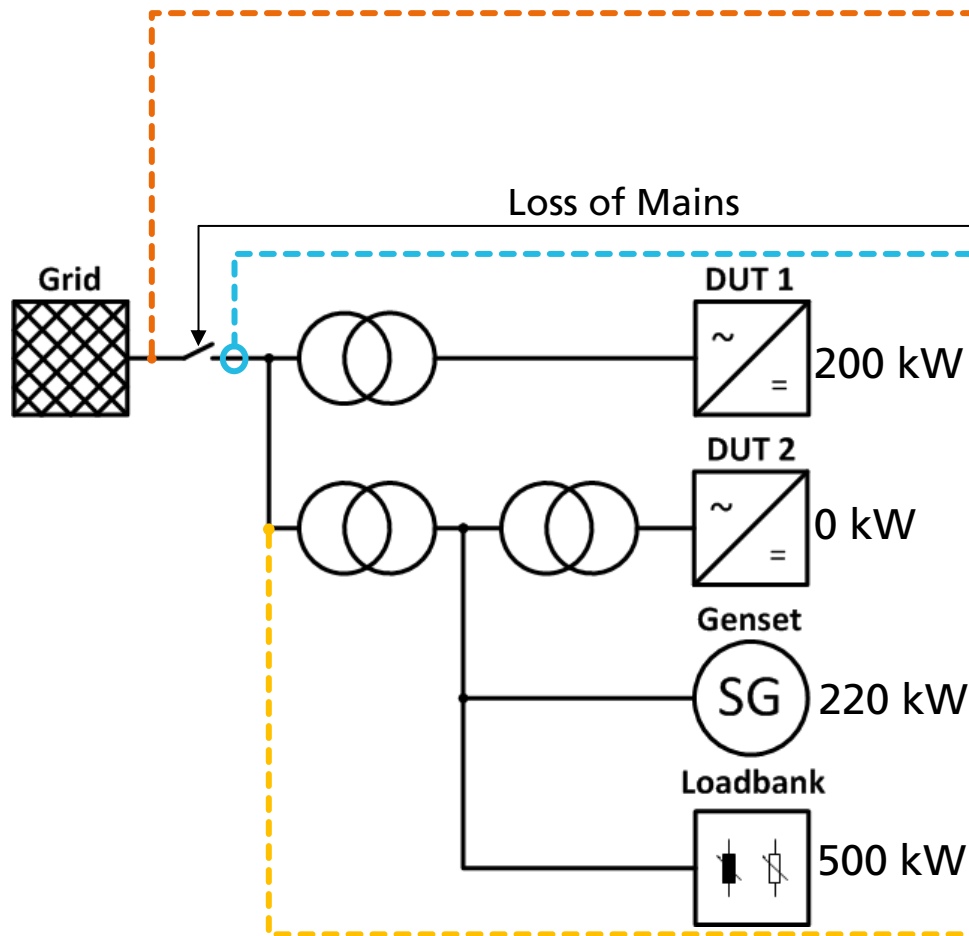 Loss of Mains
Grid
DUT 1
~
=
200 kW
DUT 2
~
=
0 kW
Genset
SG
220 kW
Loadbank
500 kW